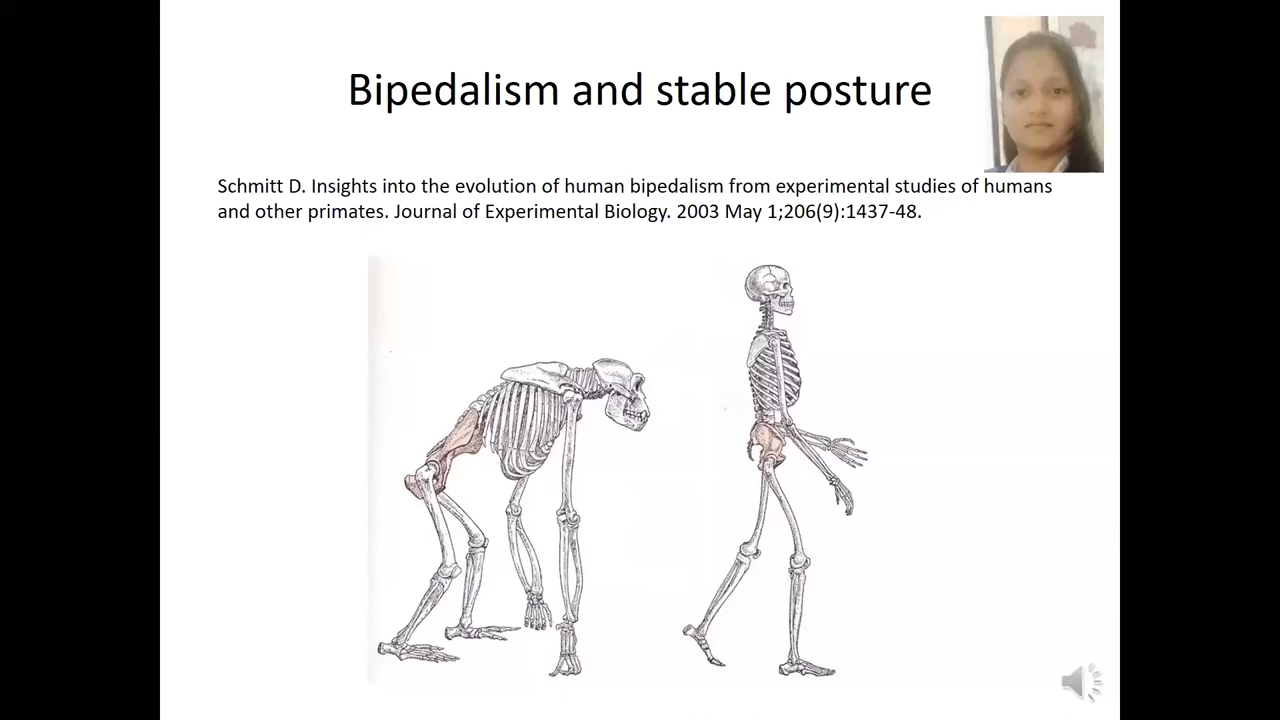 Bipedalism and stable posture
Schmitt D. Insights into the evolution of human bipedalism from experimental studies of humans
and other primates. Journal of Experimental Biology. 2003 May 1;206(9):1437-48.